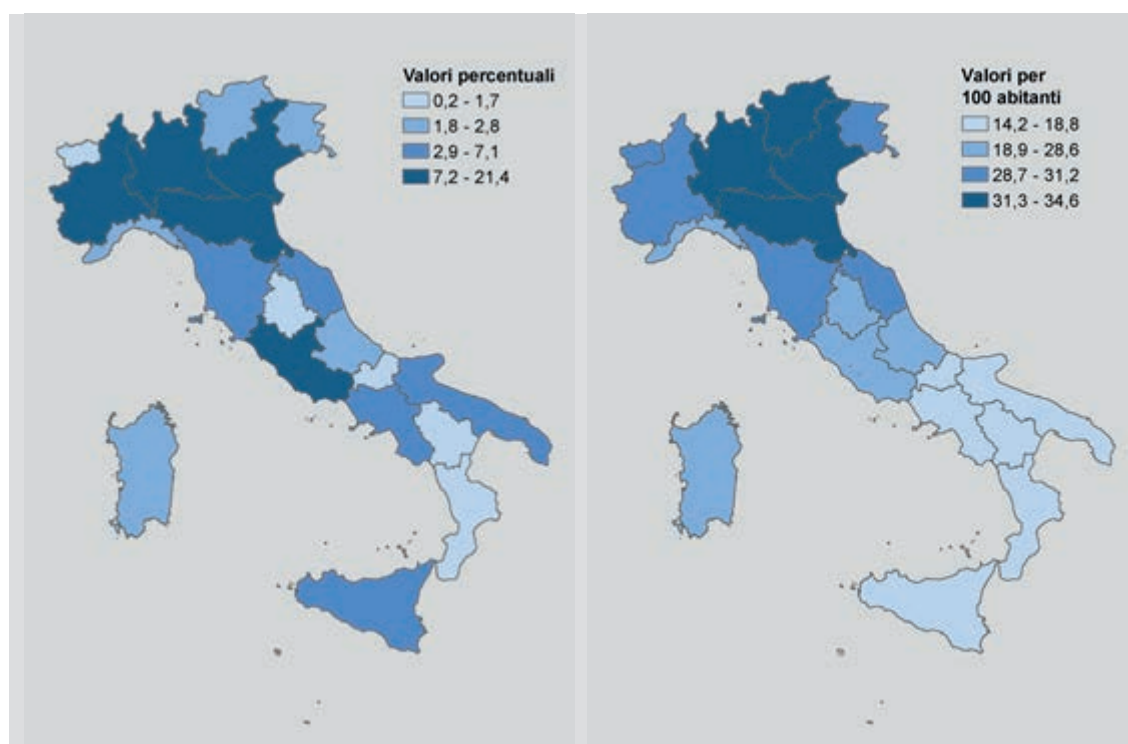 Valori percentuali
0,2 - 1,7
1,8 - 2,8
2,9 - 7,1
7,2 - 21,4
Valori per
100 abitanti
14,2 - 18,8
18,9 - 28,6
28,7 - 31,2
31,3 - 34,6